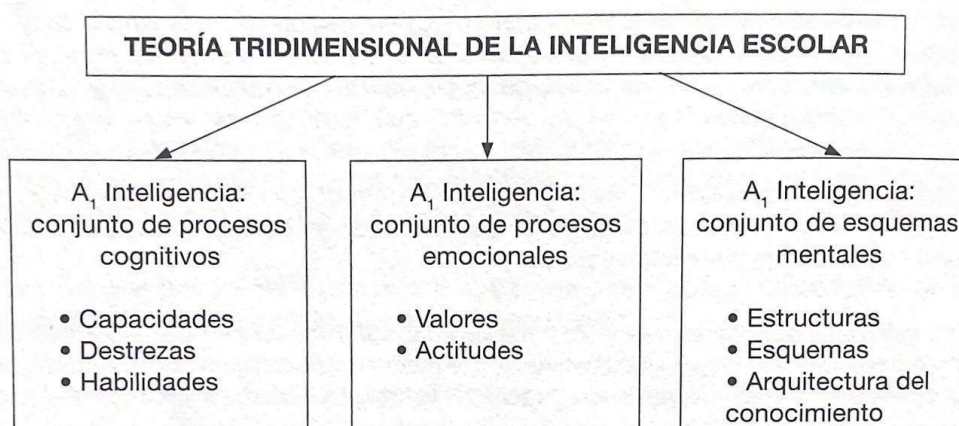 TEORÍA TRIDIMENSIONAL DE LA INTELIGENCIA ESCOLAR
A₁ Inteligencia:
conjunto de procesos
cognitivos
• Capacidades
• Destrezas
• Habilidades
A₁ Inteligencia:
conjunto de procesos
emocionales
• Valores
• Actitudes
A₁ Inteligencia:
conjunto de esquemas
mentales
• Estructuras
• Esquemas
• Arquitectura del
conocimiento